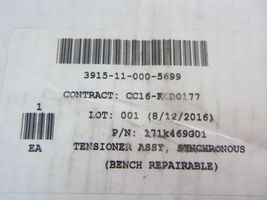 3915-11-000-5699
CONTRACT: CC16-KCD0177
1
LOT: 001 (8/12/2016)
P/N: 171k469G01
EA
TENSIONER ASSY, SYNCHRONOUS
(BENCH REPAIRABLE)